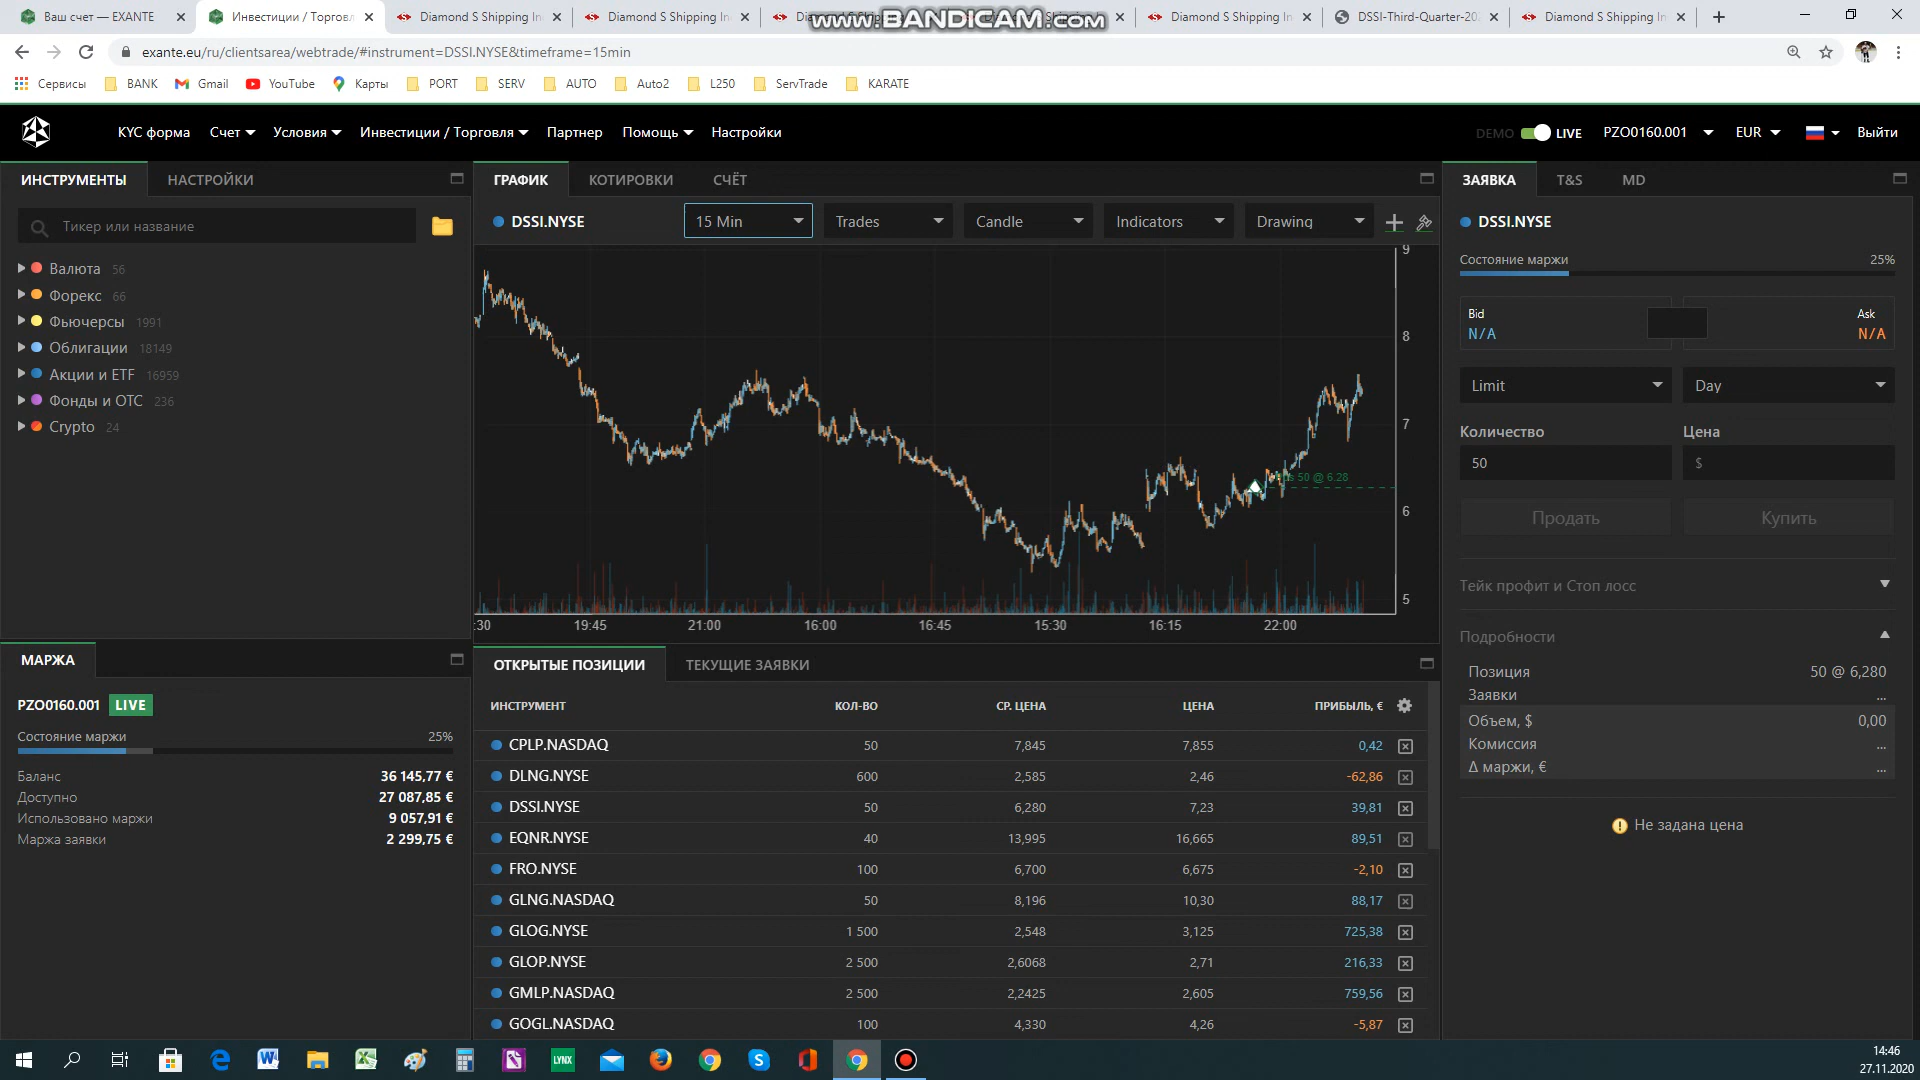 Ваш счет — EXANTE
Инвестиции / Торговл
Diamond S Shipping In
Diamond S Shipping In
Diamond S Shipping In
DSSI-Third-Quarter-202
Diamond S Shipping In
www.BANDICAM.com
exante.eu/ru/clientsarea/webtrade/#instrument=DSSI.NYSE&timeframe=15min
Сервисы BANK Gmail YouTube Карты PORT SERV AUTO Auto2 L250 ServTrade KARATE
KYC форма Счет Условия Инвестиции / Торговля Партнер Помощь Настройки DEMO LIVE PZO0160.001 EUR Выйти
ИНСТРУМЕНТЫ НАСТРОЙКИ
Тикер или название
Валюта 56
Форекс 66
Фьючерсы 1991
Облигации 18149
Акции и ETF 16959
Фонды и ОТС 236
Crypto 24
МАРЖА
PZO0160.001 LIVE
Состояние маржи 25%
Баланс 36 145,77 €
Доступно 27 087,85 €
Использовано маржи 9 057,91 €
Маржа заявки 2 299,75 €
ГРАФИК КОТИРОВКИ СЧЁТ
DSSI.NYSE 15 Min Trades Candle Indicators Drawing
9
8
7
50 @ 6.28
6
5
:30 19:45 21:00 16:00 16:45 15:30 16:15 22:00
ОТКРЫТЫЕ ПОЗИЦИИ ТЕКУЩИЕ ЗАЯВКИ
ИНСТРУМЕНТ КОЛ-ВО СР. ЦЕНА ЦЕНА ПРИБЫЛЬ, €
CPLP.NASDAQ 50 7,845 7,855 0,42
DLNG.NYSE 600 2,585 2,46 -62,86
DSSI.NYSE 50 6,280 7,23 39,81
EQNR.NYSE 40 13,995 16,665 89,51
FRO.NYSE 100 6,700 6,675 -2,10
GLNG.NASDAQ 50 8,196 10,30 88,17
GLOG.NYSE 1 500 2,548 3,125 725,38
GLOP.NYSE 2 500 2,6068 2,71 216,33
GMLP.NASDAQ 2 500 2,2425 2,605 759,56
GOGL.NASDAQ 100 4,330 4,26 -5,87
ЗАЯВКА T&S MD
DSSI.NYSE
Состояние маржи 25%
Bid Ask
N/A N/A
Limit Day
Количество Цена
50 $
Продать Купить
Тейк профит и Стоп лосс
Подробности
Позиция 50 @ 6,280
Заявки ...
Объем, $ 0,00
Комиссия ...
Δ маржи, € ...
Не задана цена
LYNX
14:46
27.11.2020